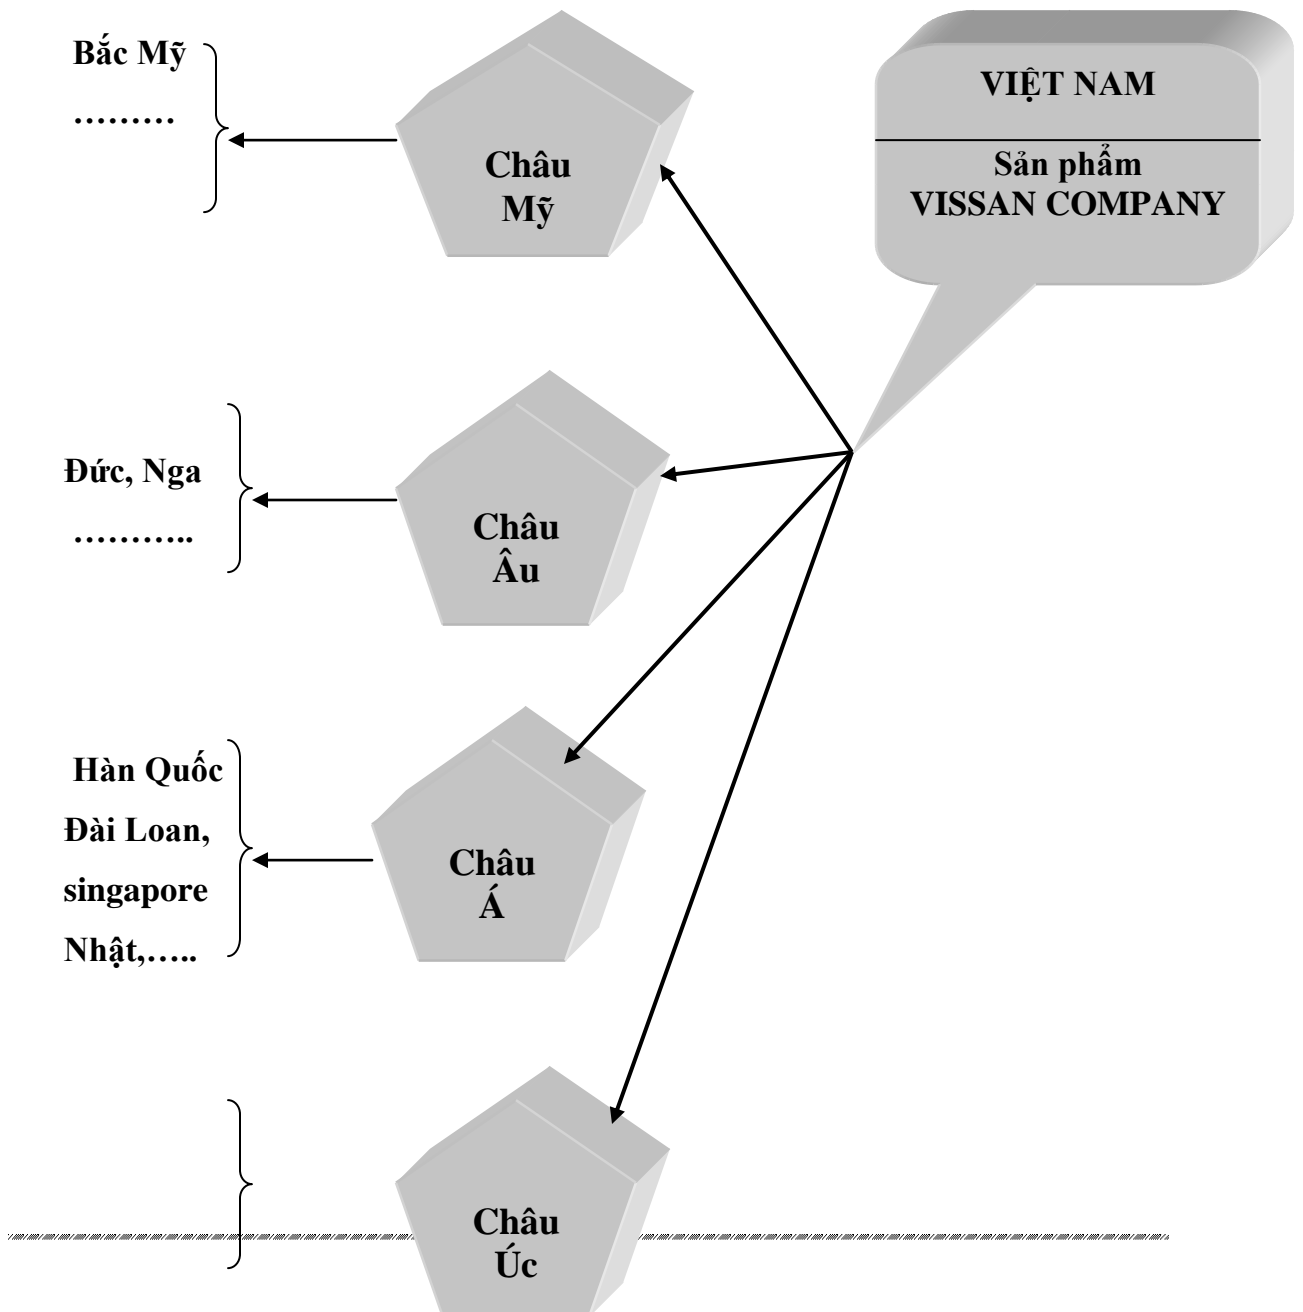 VIỆT NAM
Sản phẩm
VISSAN COMPANY
Bắc Mỹ
………
Châu
Mỹ
Đức, Nga
………..
Châu
Âu
Hàn Quốc
Đài Loan,
singapore
Nhật,…..
Châu
Á
Châu
Úc